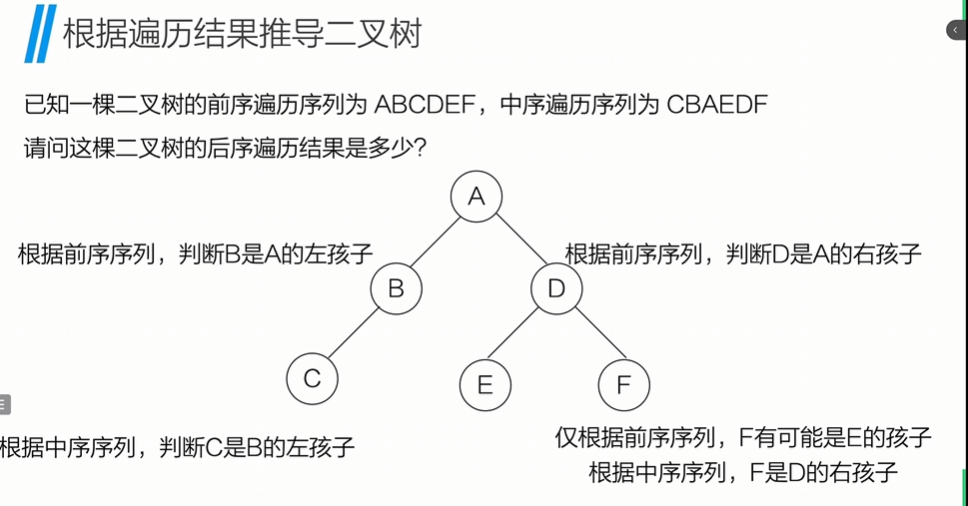 根据遍历结果推导二叉树
已知一棵二叉树的前序遍历序列为 ABCDEF，中序遍历序列为 CBAEDF
请问这棵二叉树的后序遍历结果是多少？
A
根据前序序列，判断B是A的左孩子
根据前序序列，判断D是A的右孩子
B
D
C
E
F
根据中序序列，判断C是B的左孩子
仅根据前序序列，F有可能是E的孩子
根据中序序列，F是D的右孩子